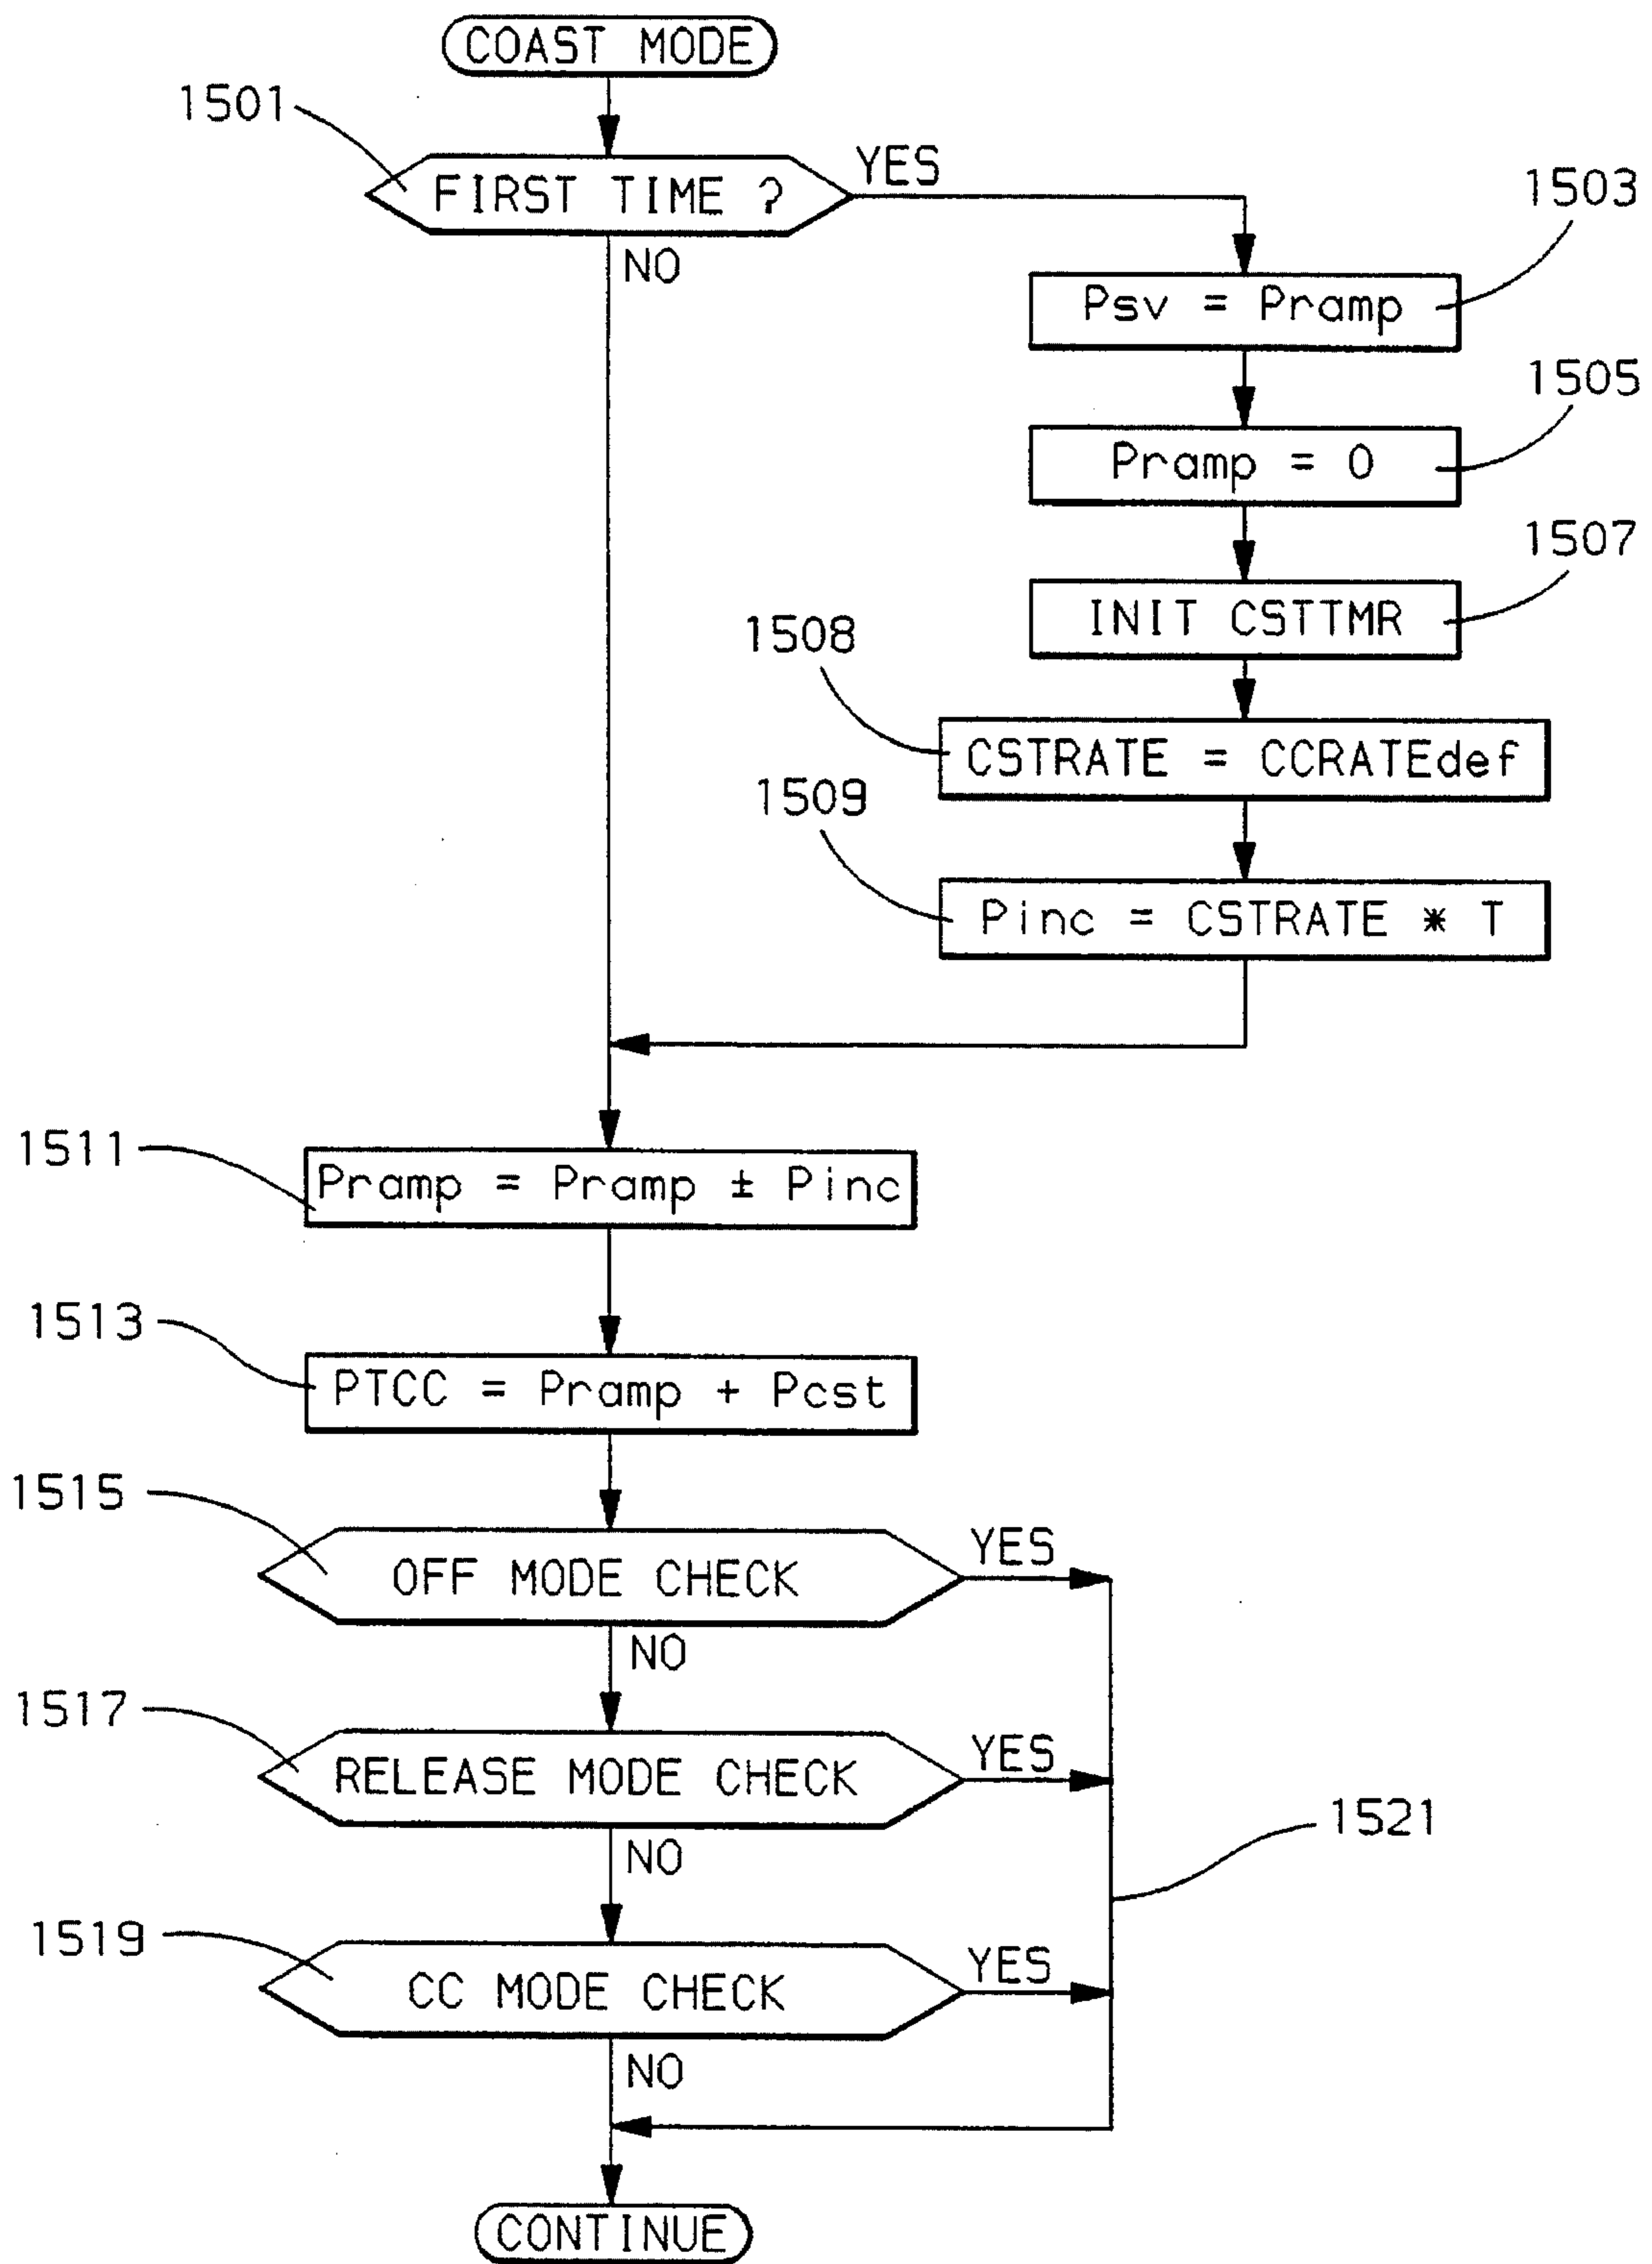 COAST MODE
1501
FIRST TIME ?
YES
NO
1503
Psv = Pramp
1505
Pramp = 0
1507
INIT CSTTMR
1508
CSTRATE = CCRATEdef
1509
Pinc = CSTRATE * T
1511
Pramp = Pramp ± Pinc
1513
PTCC = Pramp + Pcst
1515
OFF MODE CHECK
YES
NO
1517
RELEASE MODE CHECK
YES
NO
1521
1519
CC MODE CHECK
YES
NO
CONTINUE